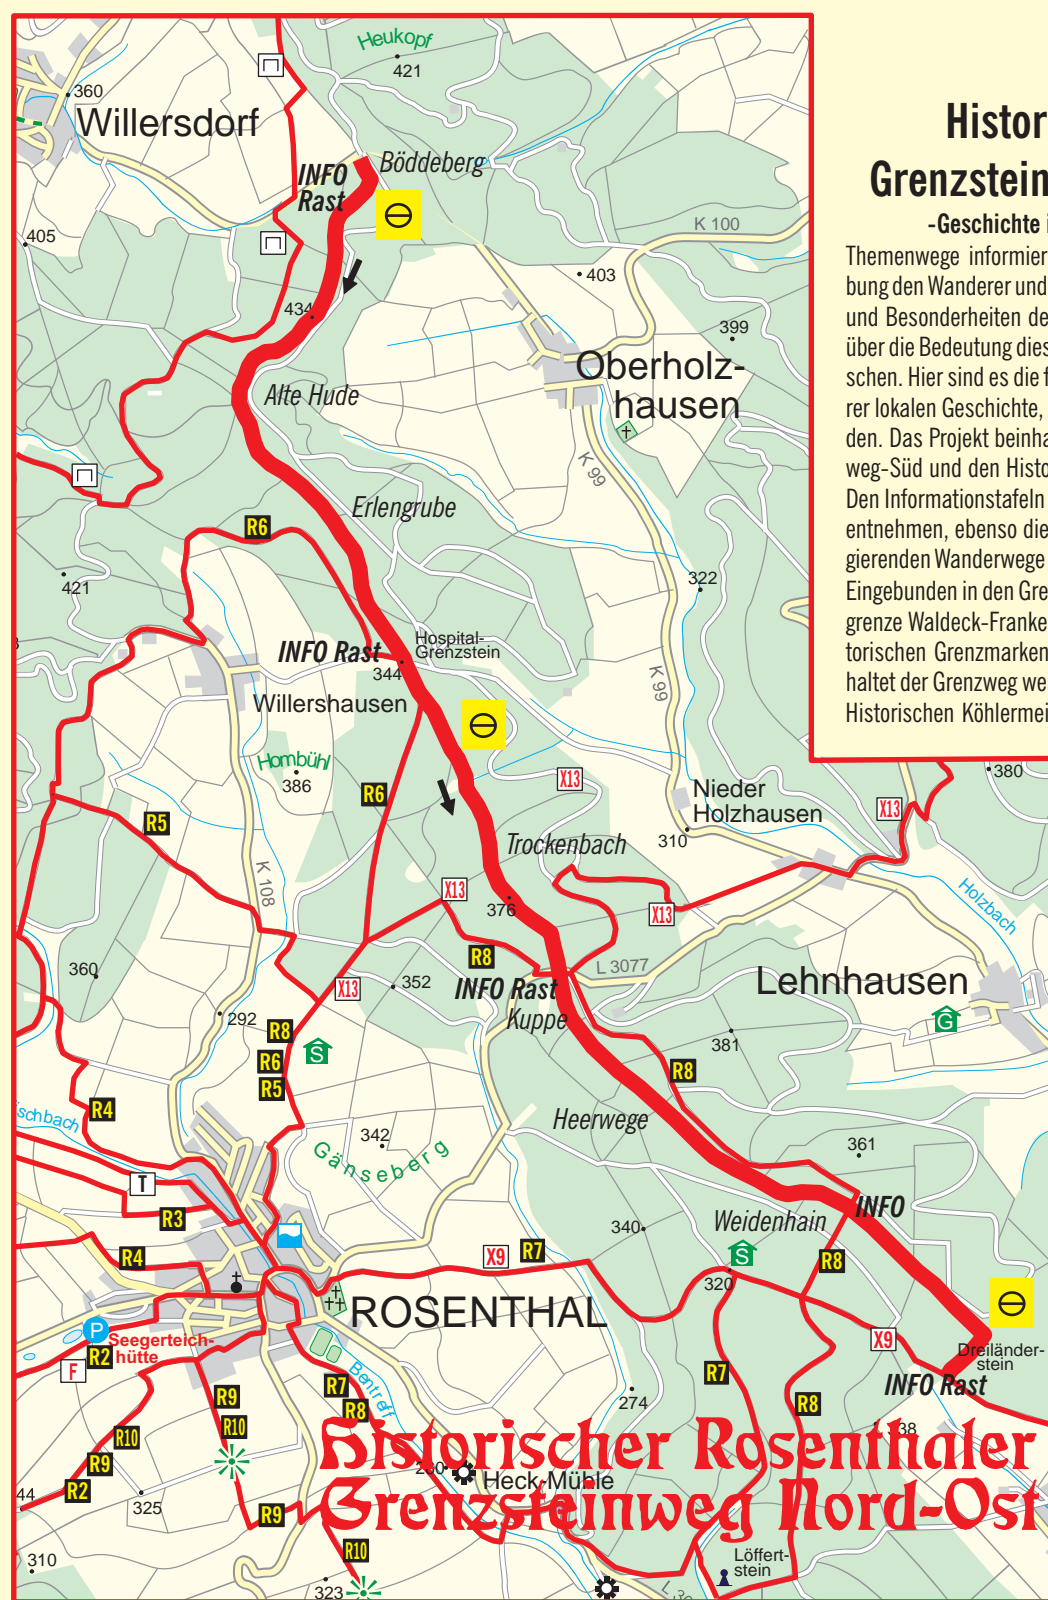 Heukopf
421
360
Willersdorf
INFO
Rast
Böddeberg
K 100
405
403
434
399
Oberholz-
hausen
Alte Hude
K 99
Erlengrube
R6
421
322
Hospital-
Grenzstein
INFO Rast
344
K 99
Willershausen
Hombühl
386
R6
X13
Nieder
Holzhausen
310
380
X13
R5
Trockenbach
K 108
X13
376
X13
Holzbach
R8
360
352
X13
INFO Rast
Kuppe
L 3077
Lehnhausen
292
R8
S
G
R6
R5
381
R8
R4
schbach
342
Gänseberg
Heerwege
361
T
R3
INFO
340
Weidenhain
R4
X9
R7
S
R8
320
ROSENTHAL
P
Seegerteich-
hütte
R2
F
X9
Dreiländer-
stein
INFO Rast
Bentreff
R7
R7
R8
R8
274
R9
R10
R10
338
Historischer Rosenthaler
Grenzsteinweg Nord-Ost
R9
R2
Heck-Mühle
44
325
R9
310
R10
323
Löffert-
stein
Histor
Grenzstein
-Geschichte i
Themenwege informier
bung den Wanderer und
und Besonderheiten de
über die Bedeutung dies
schen. Hier sind es die f
rer lokalen Geschichte,
den. Das Projekt beinha
weg-Süd und den Histo
Den Informationstafeln
entnehmen, ebenso die
gierenden Wanderwege
Eingebunden in den Gre
grenze Waldeck-Franke
torischen Grenzmarken
haltet der Grenzweg we
Historischen Köhlermei